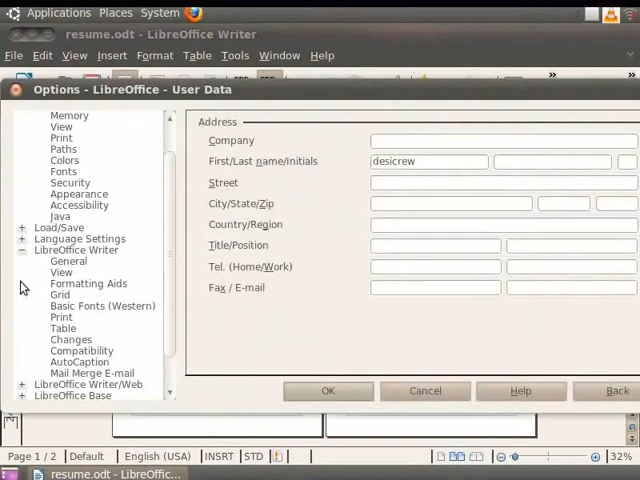 Applications Places System
resume.odt - LibreOffice Writer
File Edit View Insert Format Table Tools Window Help
Options - LibreOffice - User Data
Memory
View
Print
Paths
Colors
Fonts
Security
Appearance
Accessibility
Java
Load/Save
Language Settings
LibreOffice Writer
General
View
Formatting Aids
Grid
Basic Fonts (Western)
Print
Table
Changes
Compatibility
AutoCaption
Mail Merge E-mail
LibreOffice Writer/Web
LibreOffice Base
Address
Company
First/Last name/Initials desicrew
Street
City/State/Zip
Country/Region
Title/Position
Tel. (Home/Work)
Fax / E-mail
OK Cancel Help Back
Page 1 / 2 Default English (USA) INSRT STD 32%
resume.odt - LibreOffic...